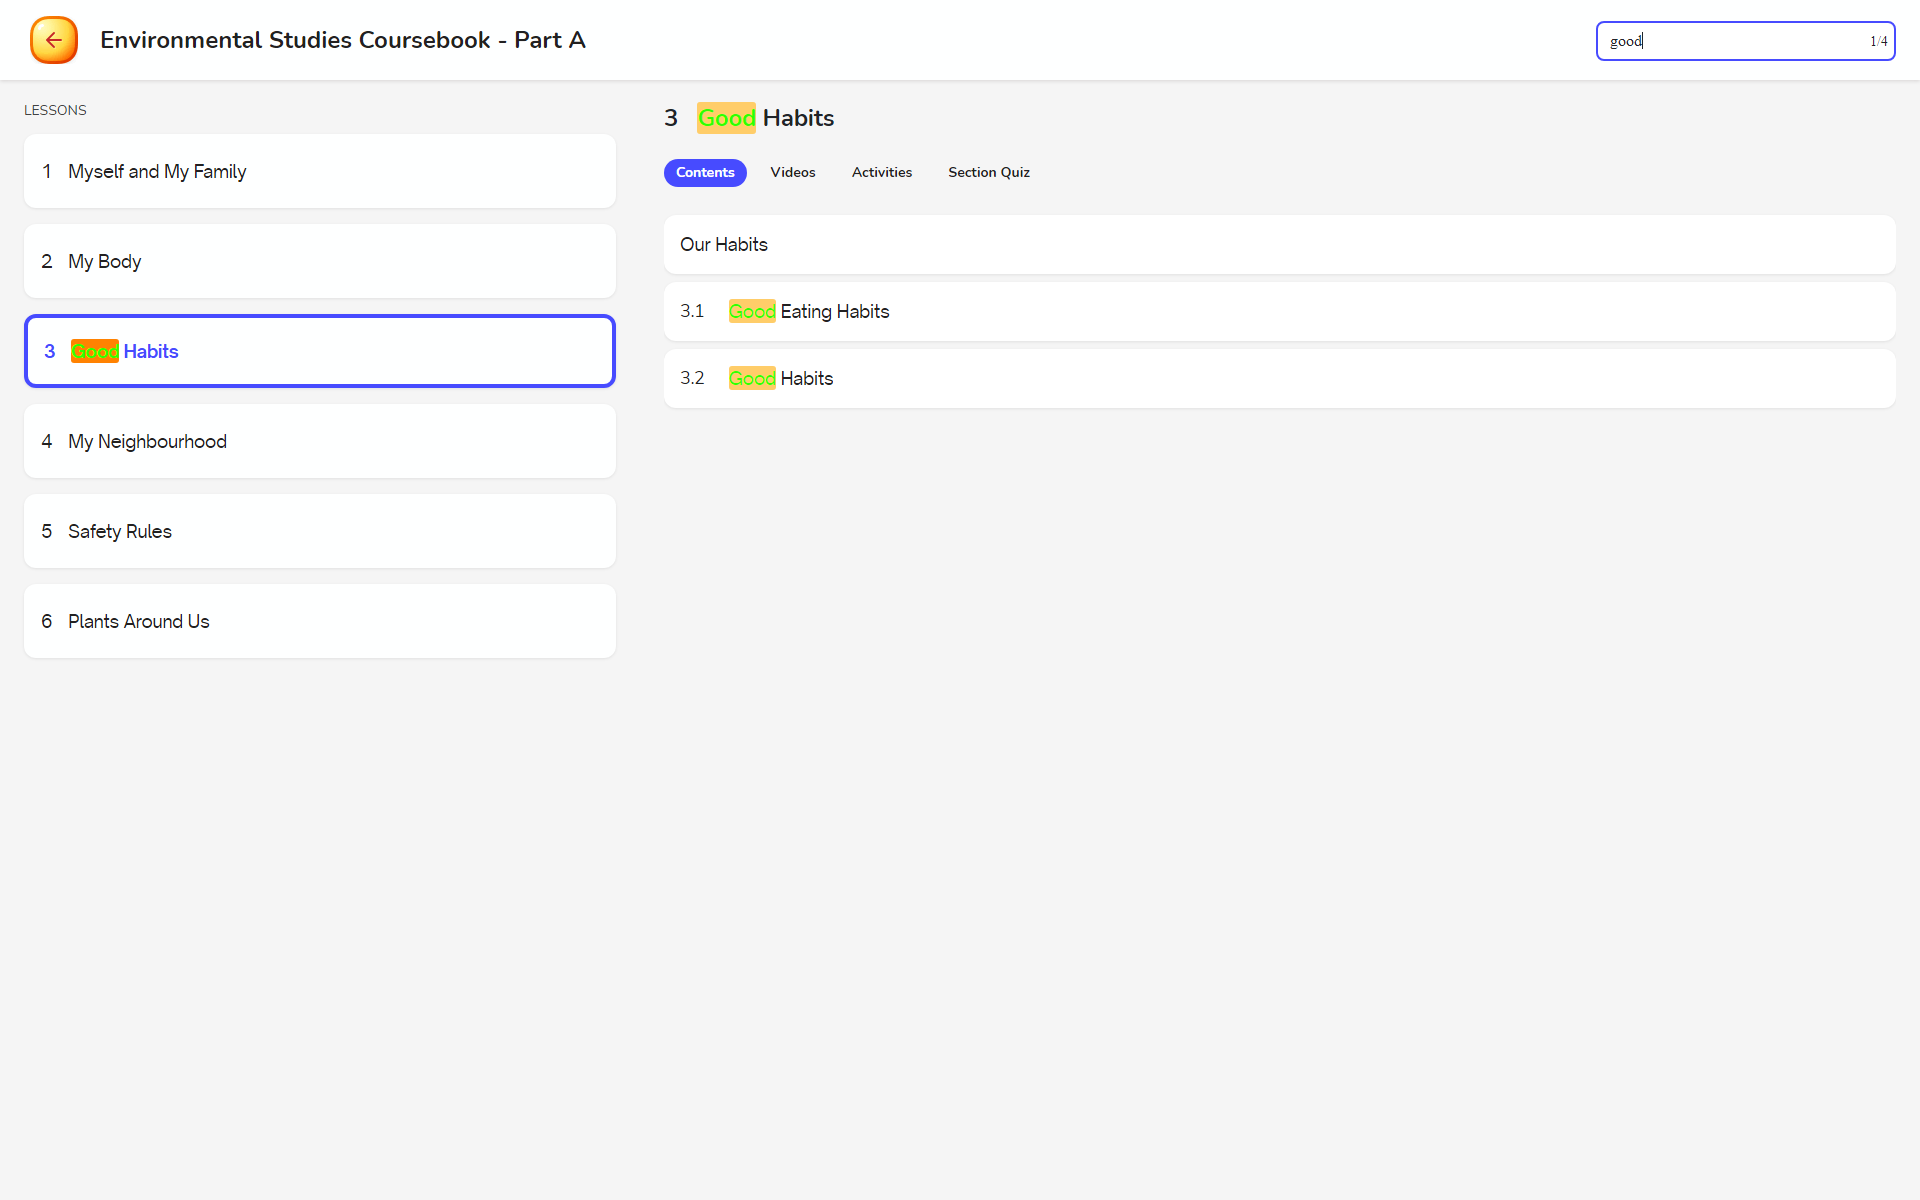 Environmental Studies Coursebook - Part A
good
1/4
LESSONS
1 Myself and My Family
2 My Body
3 Good Habits
4 My Neighbourhood
5 Safety Rules
6 Plants Around Us
3 Good Habits
Contents Videos Activities Section Quiz
Our Habits
3.1 Good Eating Habits
3.2 Good Habits